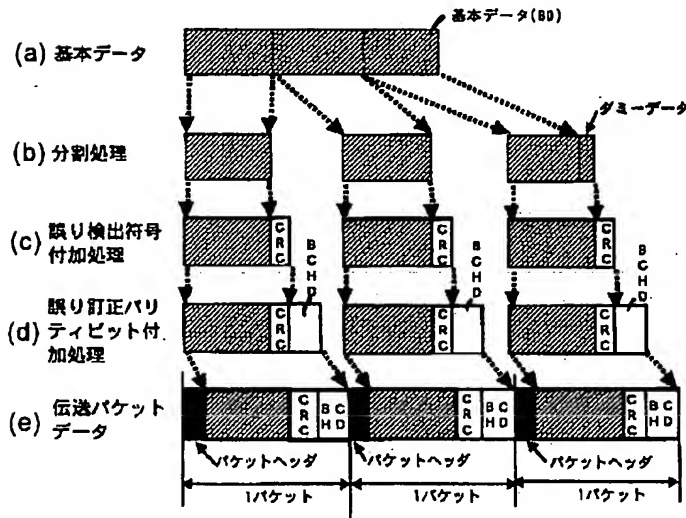 基本データ(BD)
(a) 基本データ
ダミーデータ
(b) 分割処理
(c) 誤り検出符号
付加処理
CRC
BCHD
CRC
BCHD
CRC
BCHD
(d) 誤り訂正パリ
ティビット付
加処理
CRC
CRC
CRC
(e) 伝送パケット
データ
CRC
BCHD
CRC
BCHD
CRC
BCHD
パケットヘッダ
パケットヘッダ
パケットヘッダ
1パケット
1パケット
1パケット